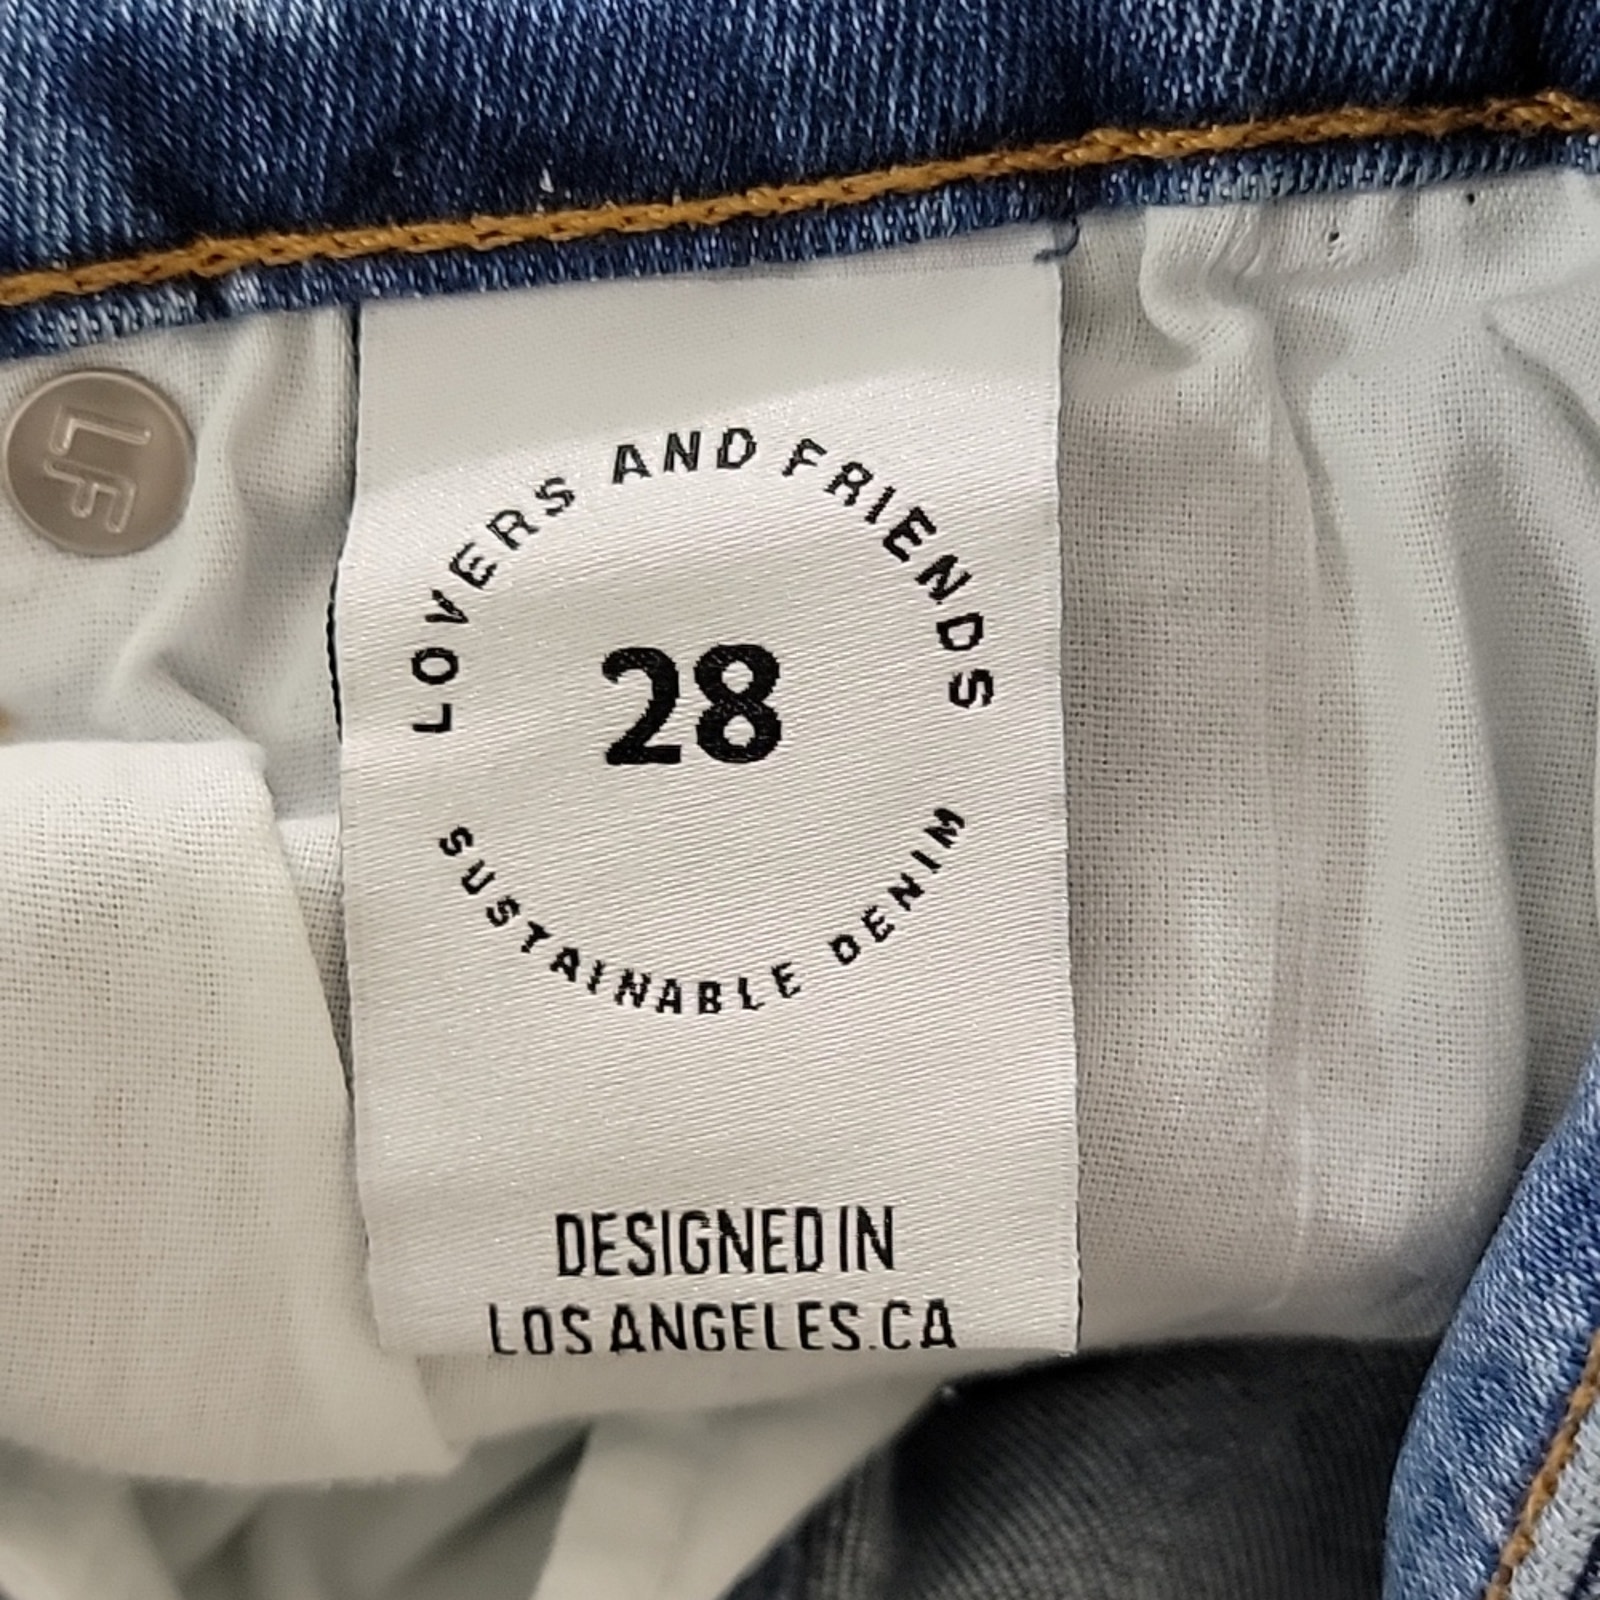 LF
LOVERS AND FRIENDS
28
SUSTAINABLE DENIM
DESIGNED IN
LOS ANGELES.CA